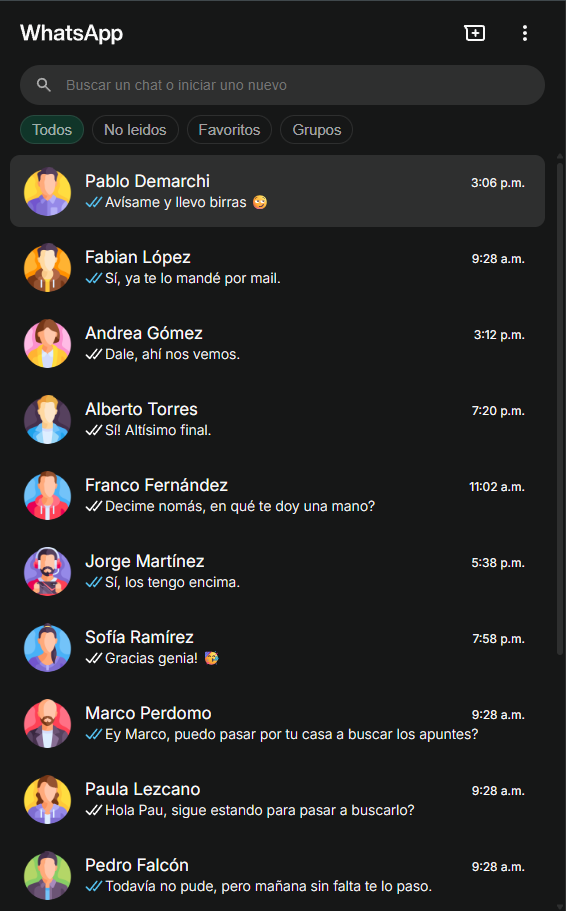 WhatsApp
Buscar un chat o iniciar uno nuevo
Todos No leidos Favoritos Grupos
Pablo Demarchi 3:06 p.m.
Avísame y llevo birras 😳
Fabian López 9:28 a.m.
Sí, ya te lo mandé por mail.
Andrea Gómez 3:12 p.m.
Dale, ahí nos vemos.
Alberto Torres 7:20 p.m.
Sí! Altísimo final.
Franco Fernández 11:02 a.m.
Decime nomás, en qué te doy una mano?
Jorge Martínez 5:38 p.m.
Sí, los tengo encima.
Sofía Ramírez 7:58 p.m.
Gracias genia! 🥳
Marco Perdomo 9:28 a.m.
Ey Marco, puedo pasar por tu casa a buscar los apuntes?
Paula Lezcano 9:28 a.m.
Hola Pau, sigue estando para pasar a buscarlo?
Pedro Falcón 9:28 a.m.
Todavía no pude, pero mañana sin falta te lo paso.